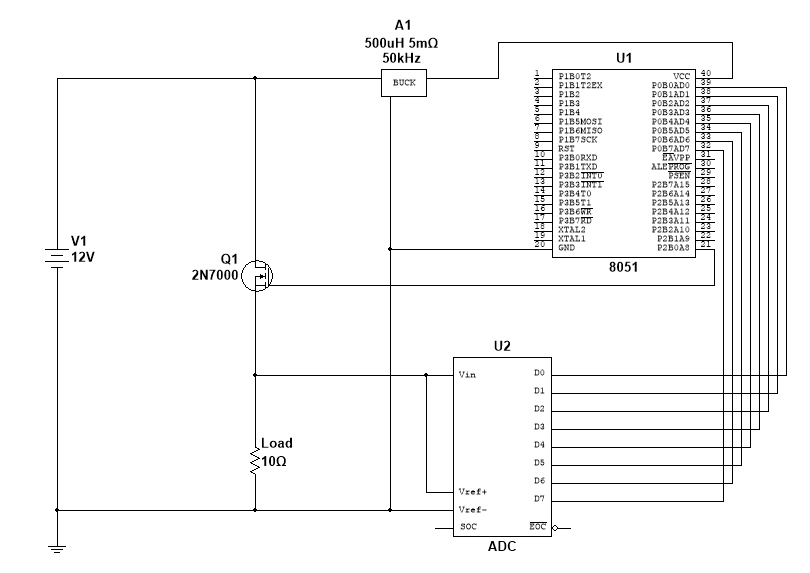 A1
500uH 5mΩ
50kHz
BUCK
U1
1 P1B0T2 VCC 40
2 P1B1T2EX P0B0AD0 39
3 P1B2 P0B1AD1 38
4 P1B3 P0B2AD2 37
5 P1B4 P0B3AD3 36
6 P1B5MOSI P0B4AD4 35
7 P1B6MISO P0B5AD5 34
8 P1B7SCK P0B6AD6 33
9 RST P0B7AD7 32
10 P3B0RXD EAVPP 31
11 P3B1TXD ALEPROG 30
12 P3B2INT0 PSEN 29
13 P3B3INT1 P2B7A15 28
14 P3B4T0 P2B6A14 27
15 P3B5T1 P2B5A13 26
16 P3B6WR P2B4A12 25
17 P3B7RD P2B3A11 24
18 XTAL2 P2B2A10 23
19 XTAL1 P2B1A9 22
20 GND P2B0A8 21
8051
V1
12V
Q1
2N7000
U2
Vin D0
D1
D2
D3
D4
D5
D6
Vref+ D7
Vref-
SOC EOC
ADC
Load
10Ω